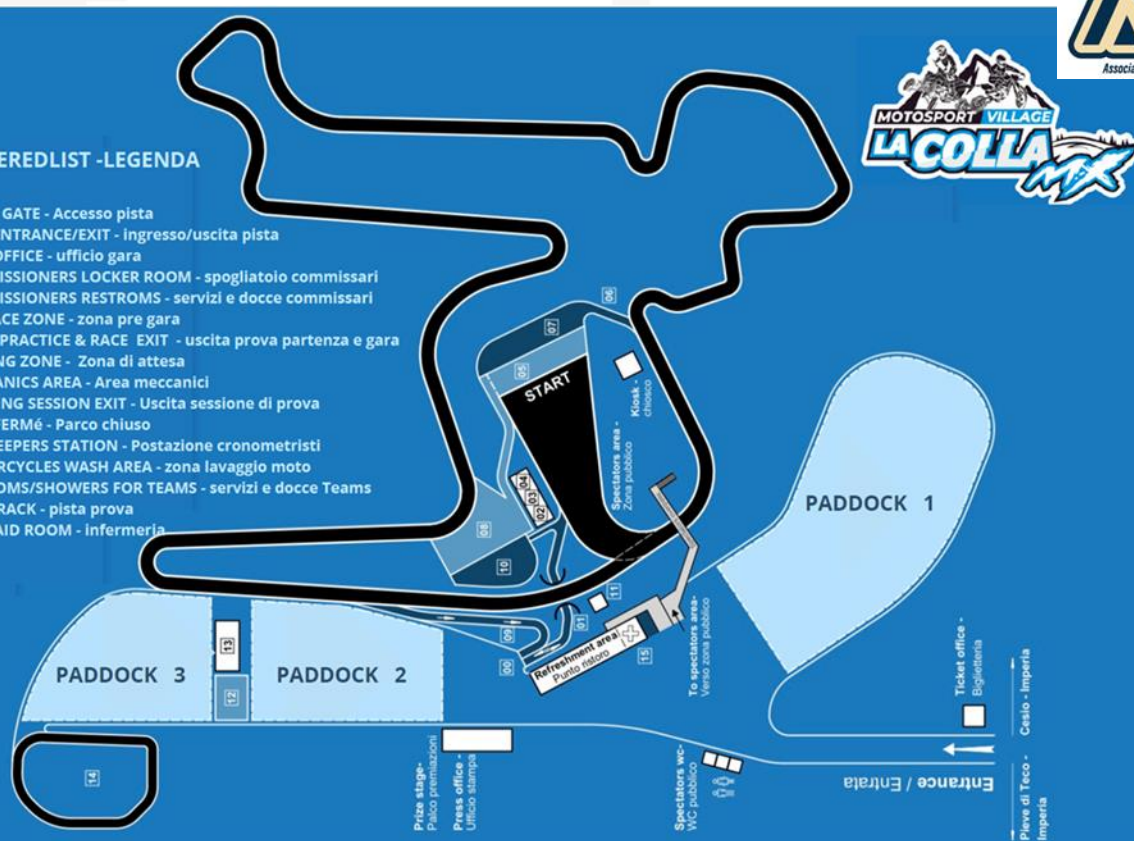 Associa
MOTOSPORT VILLAGE
LA COLLA
MX
EREDLIST -LEGENDA
GATE - Accesso pista
NTRANCE/EXIT - ingresso/uscita pista
OFFICE - ufficio gara
ISSIONERS LOCKER ROOM - spogliatoio commissari
ISSIONERS RESTROMS - servizi e docce commissari
ACE ZONE - zona pre gara
PRACTICE & RACE EXIT - uscita prova partenza e gara
NG ZONE - Zona di attesa
ANICS AREA - Area meccanici
NG SESSION EXIT - Uscita sessione di prova
FERMé - Parco chiuso
EEPERS STATION - Postazione cronometristi
RCYCLES WASH AREA - zona lavaggio moto
OMS/SHOWERS FOR TEAMS - servizi e docce Teams
RACK - pista prova
AID ROOM - infermeria
06
07
05
START
Kiosk -
chiosco
Spectators area -
Zona pubblico
04
03
02
08
10
11
01
09
00
15
Refreshment area
Punto ristoro
To spectators area-
Verso zona pubblico
PADDOCK 1
PADDOCK 2
PADDOCK 3
13
12
14
Prize stage-
Palco premiazioni
Press office -
Ufficio stampa
Spectators wc-
WC pubblico
Ticket office -
Biglietteria
Cesio - Imperia
Entrance / Entrata
Pieve di Teco -
Imperia